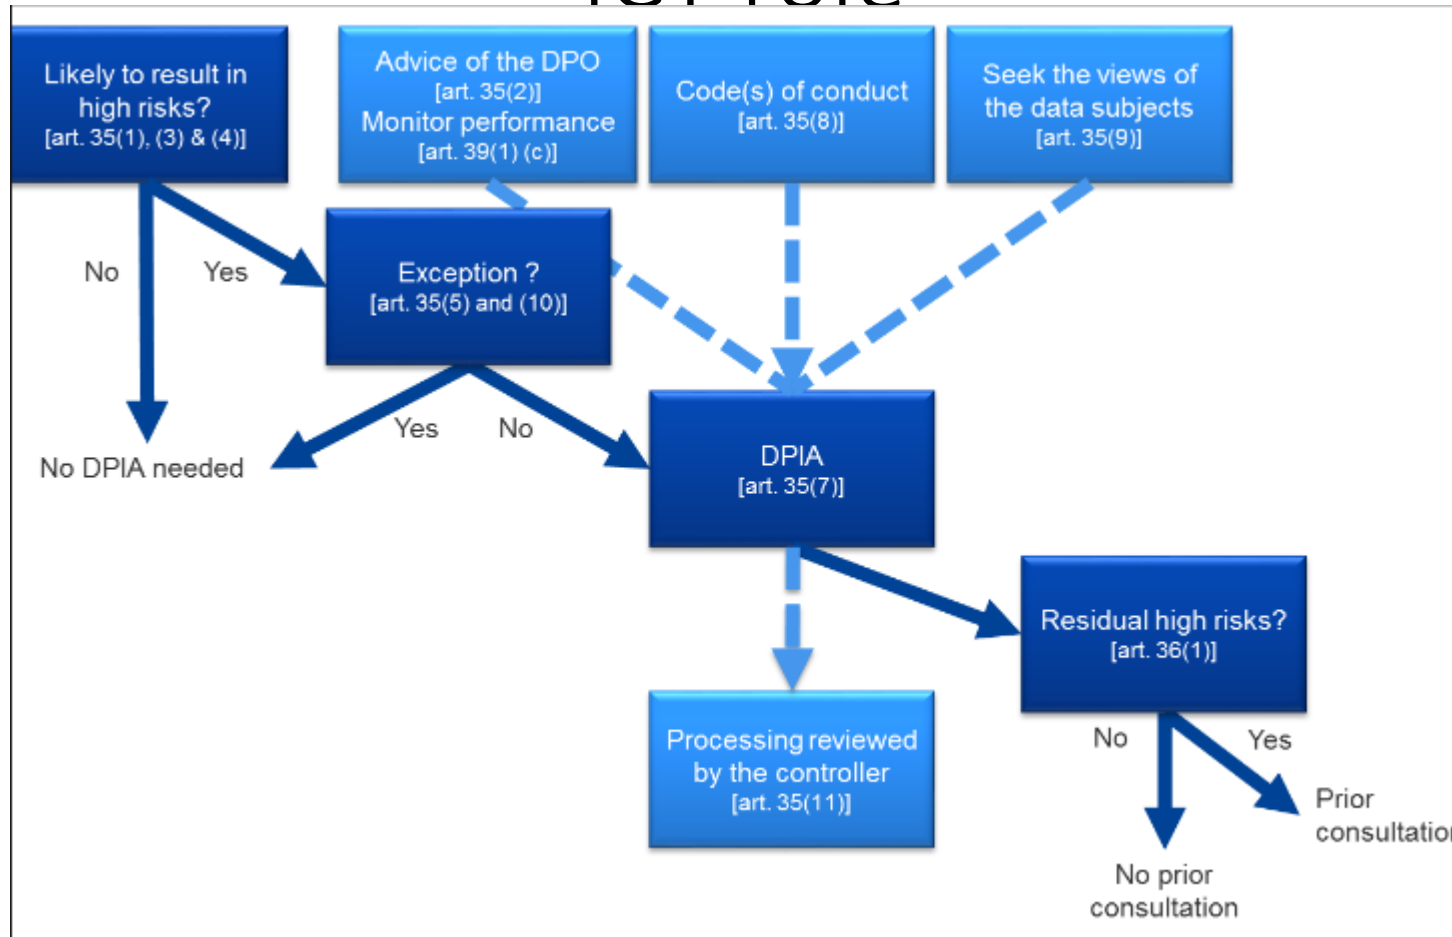 Likely to result in
high risks?
[art. 35(1), (3) & (4)]
Advice of the DPO
[art. 35(2)]
Monitor performance
[art. 39(1) (c)]
Code(s) of conduct
[art. 35(8)]
Seek the views of
the data subjects
[art. 35(9)]
No
Yes
Exception ?
[art. 35(5) and (10)]
Yes
No
No DPIA needed
DPIA
[art. 35(7)]
Residual high risks?
[art. 36(1)]
Processing reviewed
by the controller
[art. 35(11)]
No
Yes
Prior
consultation
No prior
consultation